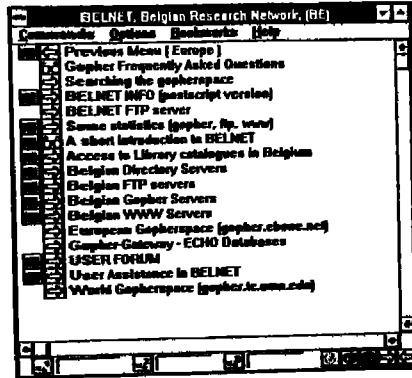 BELNET, Belgian Research Network, (BE)
Commands Options Bookmarks Help
Previous Menu [ Europe ]
Gopher Frequently Asked Questions
Searching the gopherspace
BELNET INFO (postscript version)
BELNET FTP server
Some statistics (gopher, ftp, www)
A short introduction to BELNET
Access to Library catalogues in Belgium
Belgian Directory Servers
Belgian FTP servers
Belgian Gopher Servers
Belgian WWW Servers
European Gopherspace (gopher.ebone.net)
Gopher-Gateway - ECHO Databases
USER FORUM
User Assistance in BELNET
World Gopherspace (gopher.tc.umn.edu)